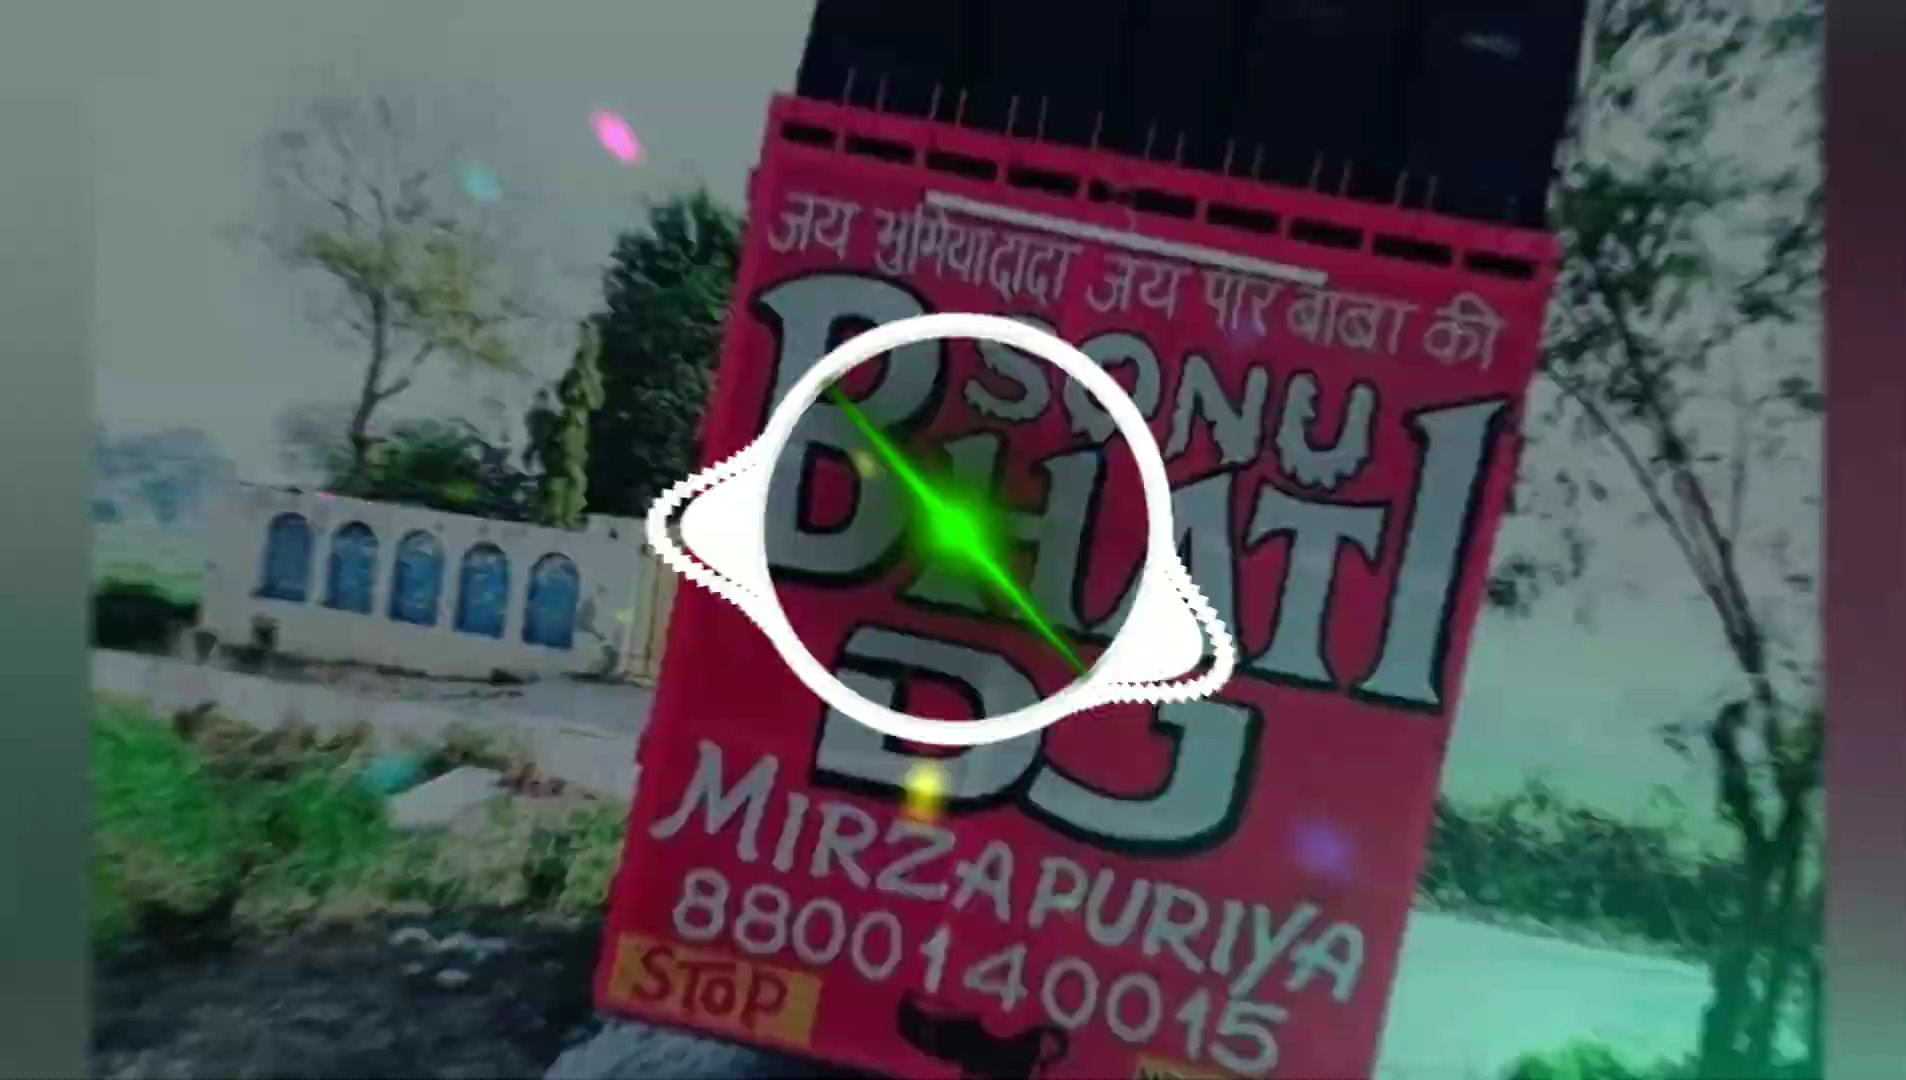 जय भुमियादादा जय पीर बाबा की
SONU
BHATI
DJ
MIRZAPURIYA
8800140015
STOP